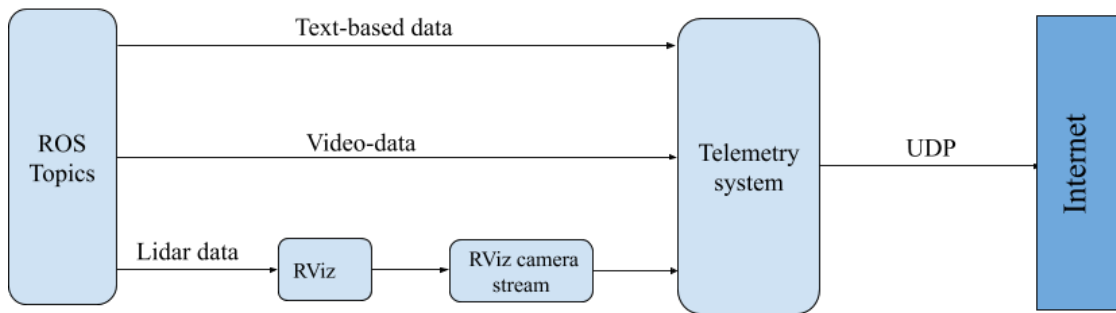 Text-based data
ROS
Topics
Video-data
Telemetry
system
UDP
Internet
Lidar data
RViz
RViz camera
stream